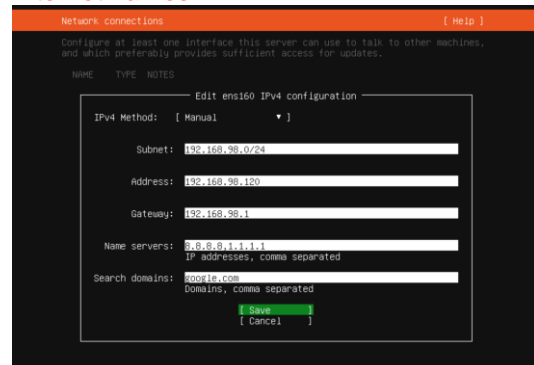 Network connections [ Help ]
Configure at least one interface this server can use to talk to other machines,
and which preferably provides sufficient access for updates.
NAME TYPE NOTES
Edit ens160 IPv4 configuration
IPv4 Method: [ Manual ▾ ]
Subnet: 192.168.98.0/24
Address: 192.168.98.120
Gateway: 192.168.98.1
Name servers: 8.8.8.8,1.1.1.1
IP addresses, comma separated
Search domains: google.com
Domains, comma separated
[ Save ]
[ Cancel ]